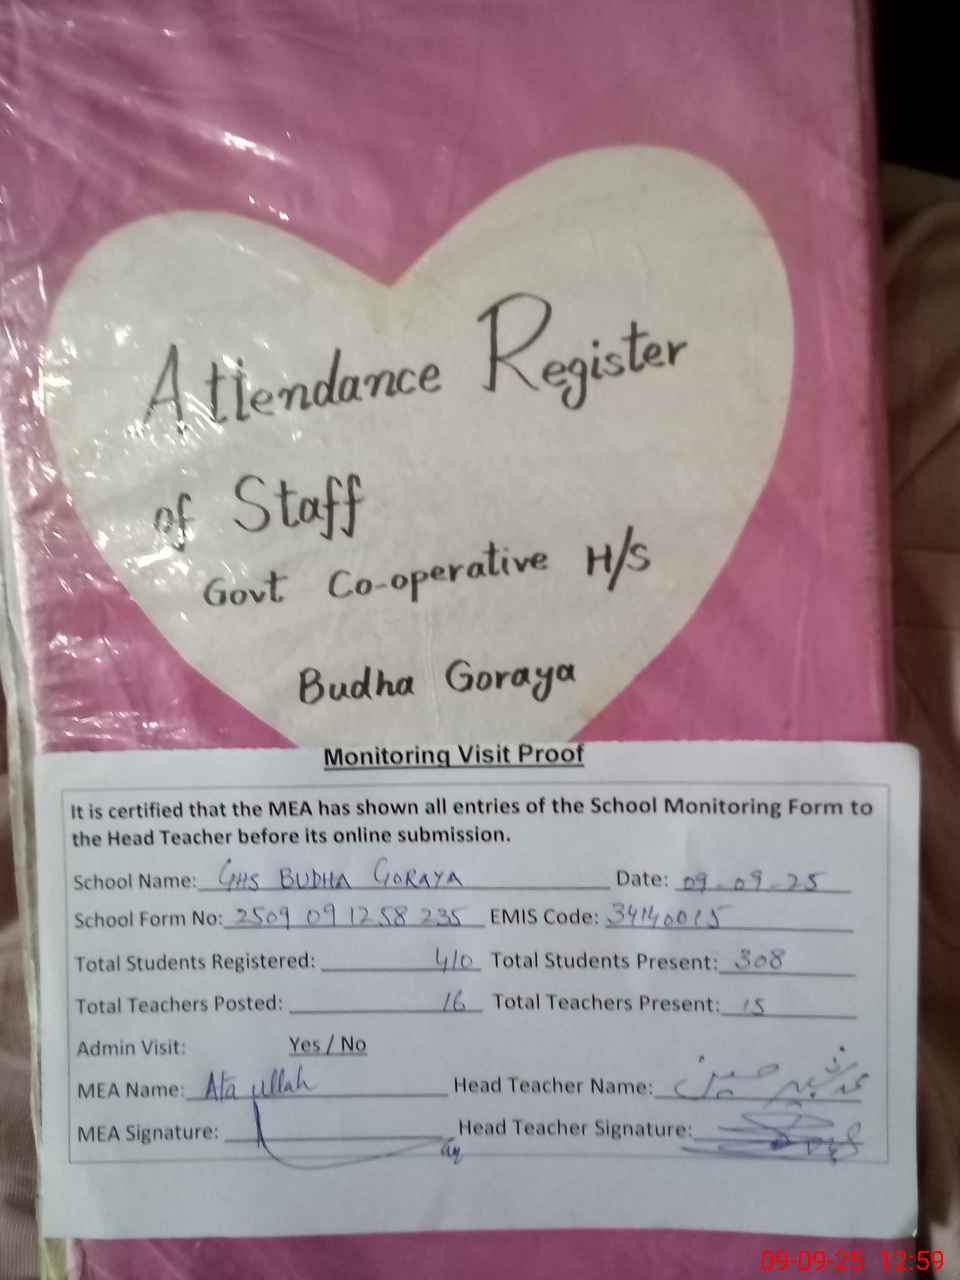 Attendance Register
of Staff
Govt Co-operative H/S
Budha Goraya
Monitoring Visit Proof
It is certified that the MEA has shown all entries of the School Monitoring Form to
the Head Teacher before its online submission.
School Name: GHS BUDHA GORAYA Date: 09-09-25
School Form No: 2509 09 1258 235 EMIS Code: 34140015
Total Students Registered: 410 Total Students Present: 308
Total Teachers Posted: 16 Total Teachers Present: 15
Admin Visit: Yes / No
MEA Name: Ata ullah Head Teacher Name: محمد شبیر حسین
MEA Signature: Head Teacher Signature:
09-09-25 12:59